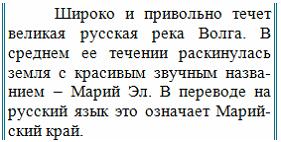 Широко и привольно течет
великая русская река Волга. В
среднем ее течении раскинулась
земля с красивым звучным назва-
нием – Марий Эл. В переводе на
русский язык это означает Марий-
ский край.